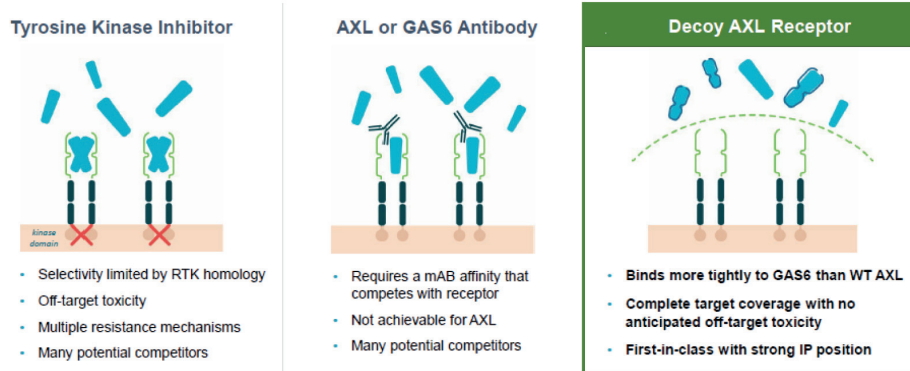 Tyrosine Kinase Inhibitor
kinase
domain
• Selectivity limited by RTK homology
• Off-target toxicity
• Multiple resistance mechanisms
• Many potential competitors
AXL or GAS6 Antibody
• Requires a mAB affinity that
competes with receptor
• Not achievable for AXL
• Many potential competitors
Decoy AXL Receptor
• Binds more tightly to GAS6 than WT AXL
• Complete target coverage with no
anticipated off-target toxicity
• First-in-class with strong IP position